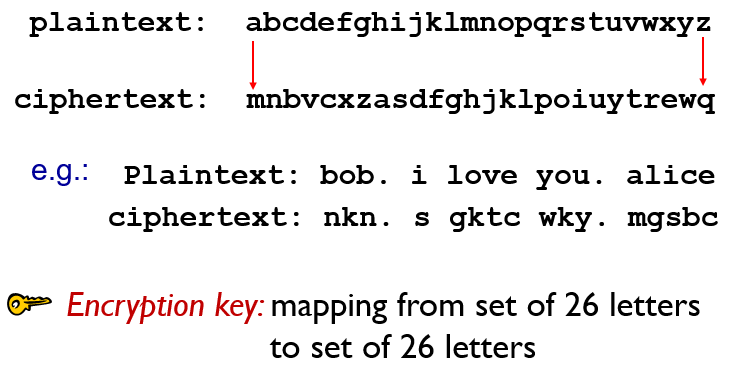 plaintext: abcdefghijklmnopqrstuvwxyz
ciphertext: mnbvcxzasdfghjklpoiuytrewq
e.g.: Plaintext: bob. i love you. alice
ciphertext: nkn. s gktc wky. mgsbc
Encryption key: mapping from set of 26 letters
to set of 26 letters